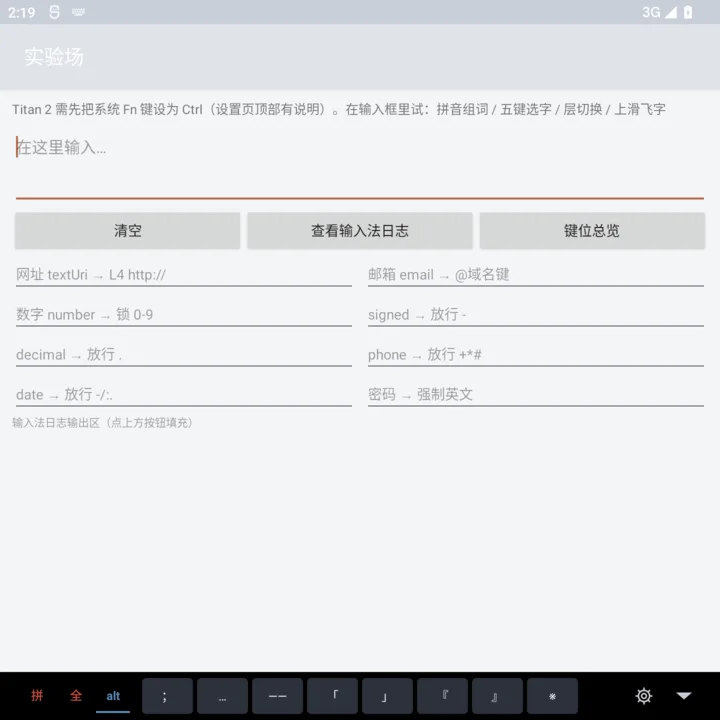 2:19 3G
实验场
Titan 2 需先把系统 Fn 键设为 Ctrl（设置页顶部有说明）。在输入框里试：拼音组词 / 五键选字 / 层切换 / 上滑飞字
在这里输入...
清空 查看输入法日志 键位总览
网址 textUri → L4 http:// 邮箱 email → @域名键
数字 number → 锁 0-9 signed → 放行 -
decimal → 放行 . phone → 放行 +*#
date → 放行 -/:. 密码 → 强制英文
输入法日志输出区（点上方按钮填充）
拼 全 alt ； … —— 「 」 『 』 ※